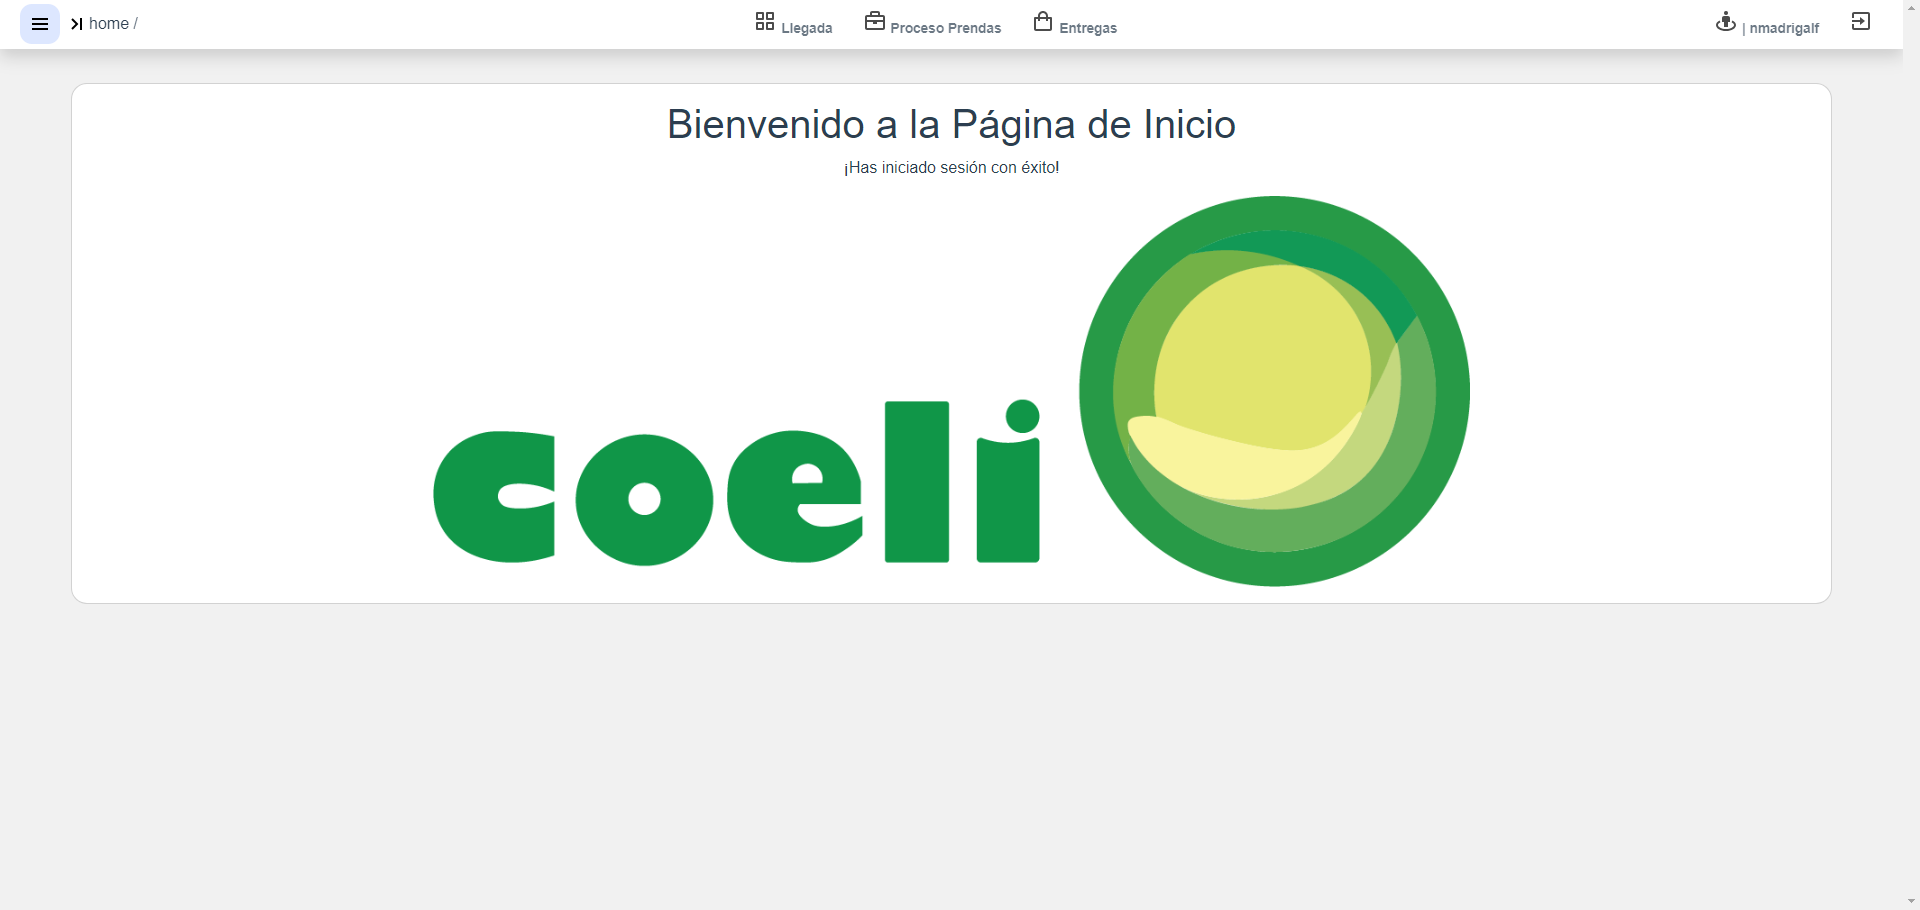 home /
Llegada
Proceso Prendas
Entregas
| nmadrigalf
Bienvenido a la Página de Inicio
¡Has iniciado sesión con éxito!
coeli